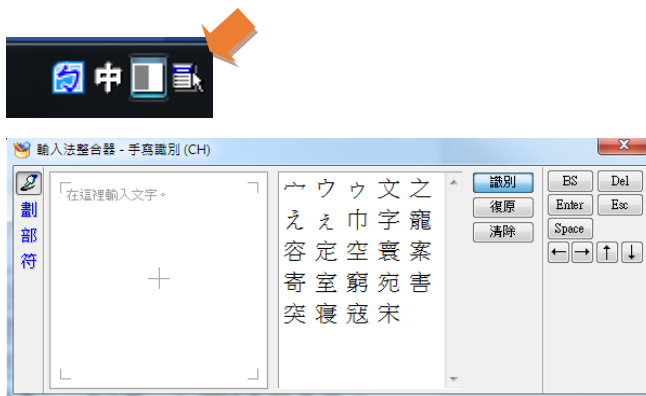 中
輸入法整合器 - 手寫識別 (CH)
在這裡輸入文字。
劃
部
符
宀 ウ ゥ 文 之
え ぇ 巾 字 寵
容 定 空 寰 案
寄 室 窮 宛 害
突 寝 寇 宋
識別
復原
清除
BS Del
Enter Esc
Space
← → ↑ ↓